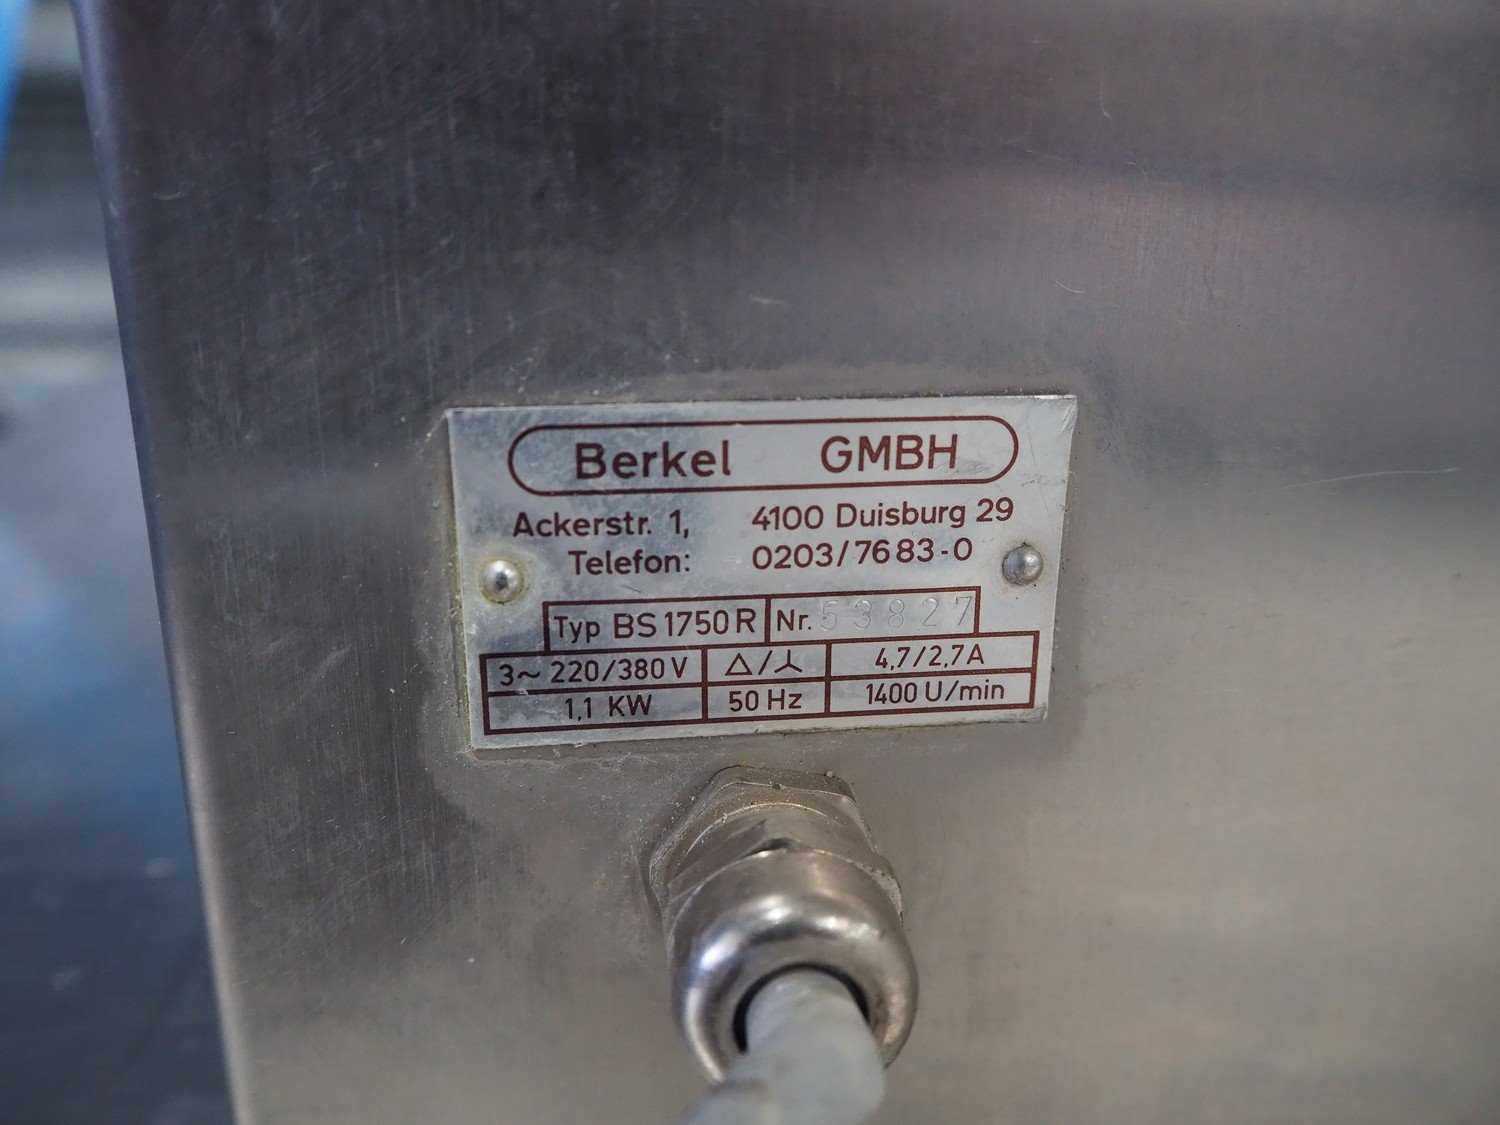 Berkel GMBH
Ackerstr. 1, 4100 Duisburg 29
Telefon: 0203/7683-0
Typ BS 1750 R Nr. 53827
3~ 220/380 V △/⅄ 4,7/2,7 A
1,1 KW 50 Hz 1400 U/min